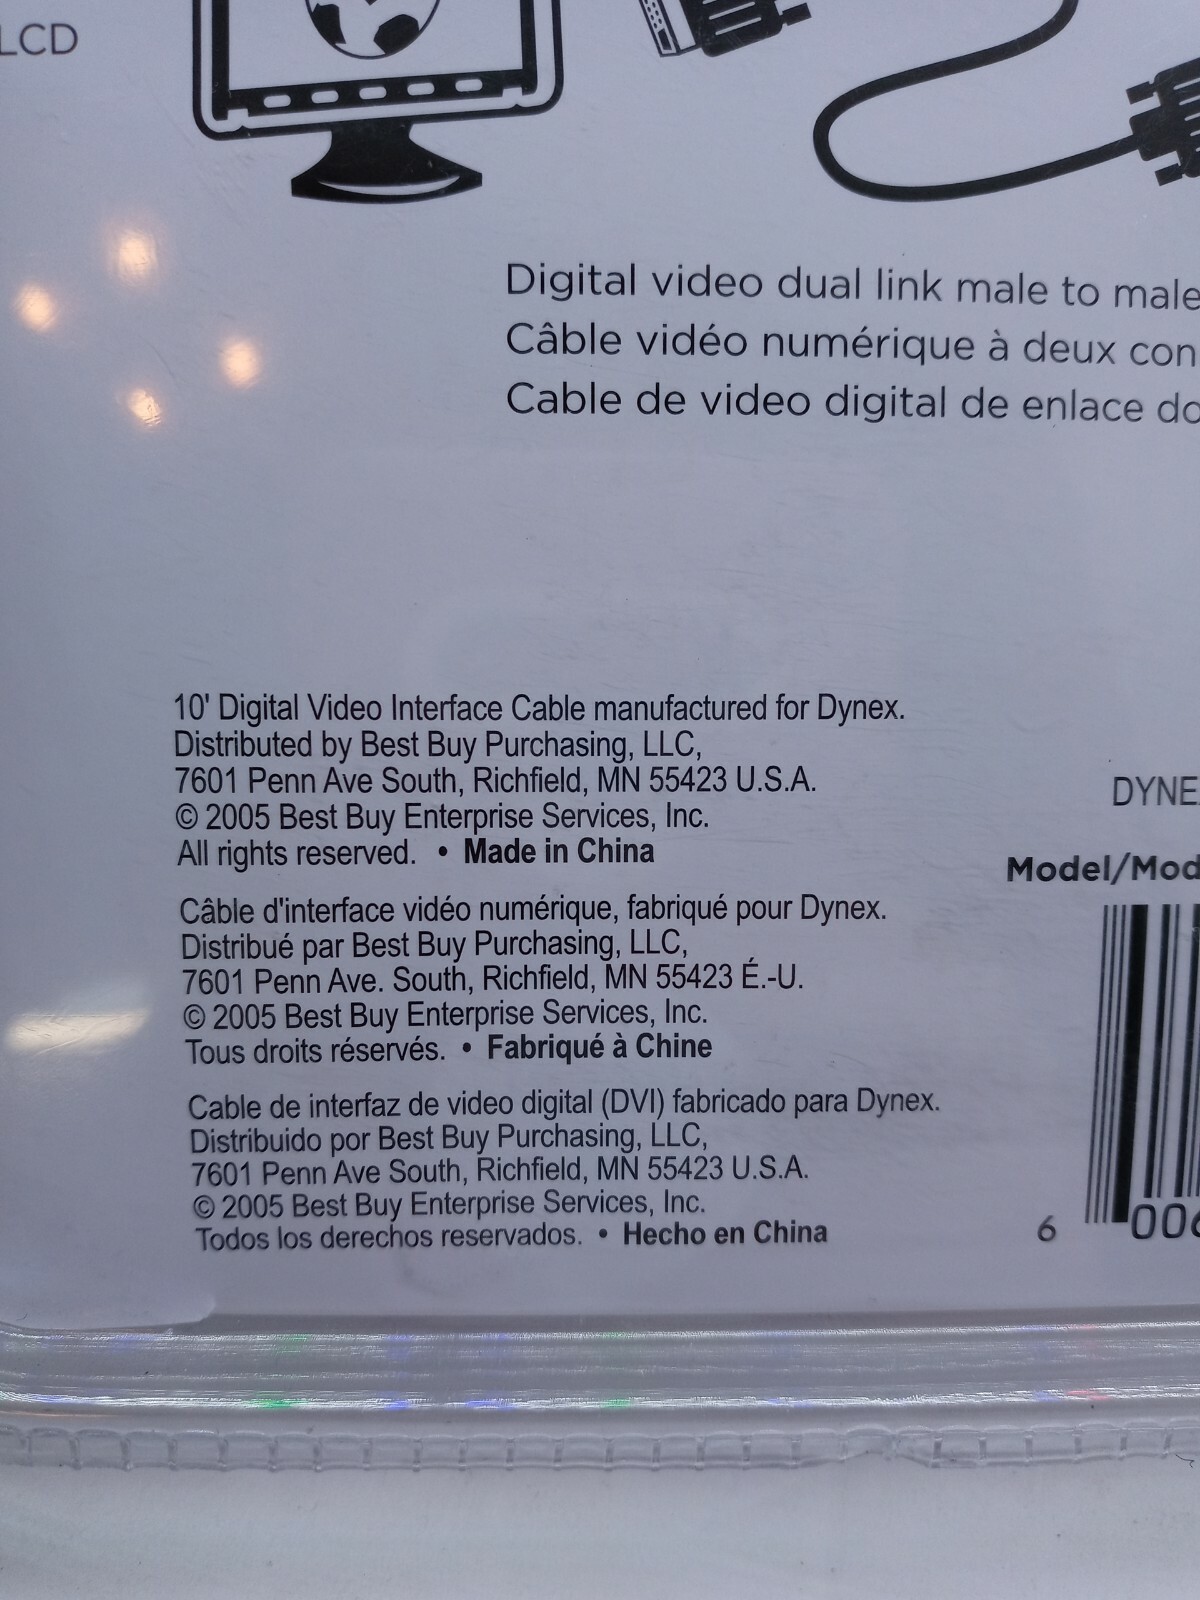 LCD
Digital video dual link male to male
Câble vidéo numérique à deux con
Cable de video digital de enlace do
10' Digital Video Interface Cable manufactured for Dynex.
Distributed by Best Buy Purchasing, LLC,
7601 Penn Ave South, Richfield, MN 55423 U.S.A.
© 2005 Best Buy Enterprise Services, Inc.
All rights reserved. • Made in China
Câble d'interface vidéo numérique, fabriqué pour Dynex.
Distribué par Best Buy Purchasing, LLC,
7601 Penn Ave. South, Richfield, MN 55423 É.-U.
© 2005 Best Buy Enterprise Services, Inc.
Tous droits réservés. • Fabriqué à Chine
Cable de interfaz de video digital (DVI) fabricado para Dynex.
Distribuido por Best Buy Purchasing, LLC,
7601 Penn Ave South, Richfield, MN 55423 U.S.A.
© 2005 Best Buy Enterprise Services, Inc.
Todos los derechos reservados. • Hecho en China
DYNE
Model/Mod
6 006